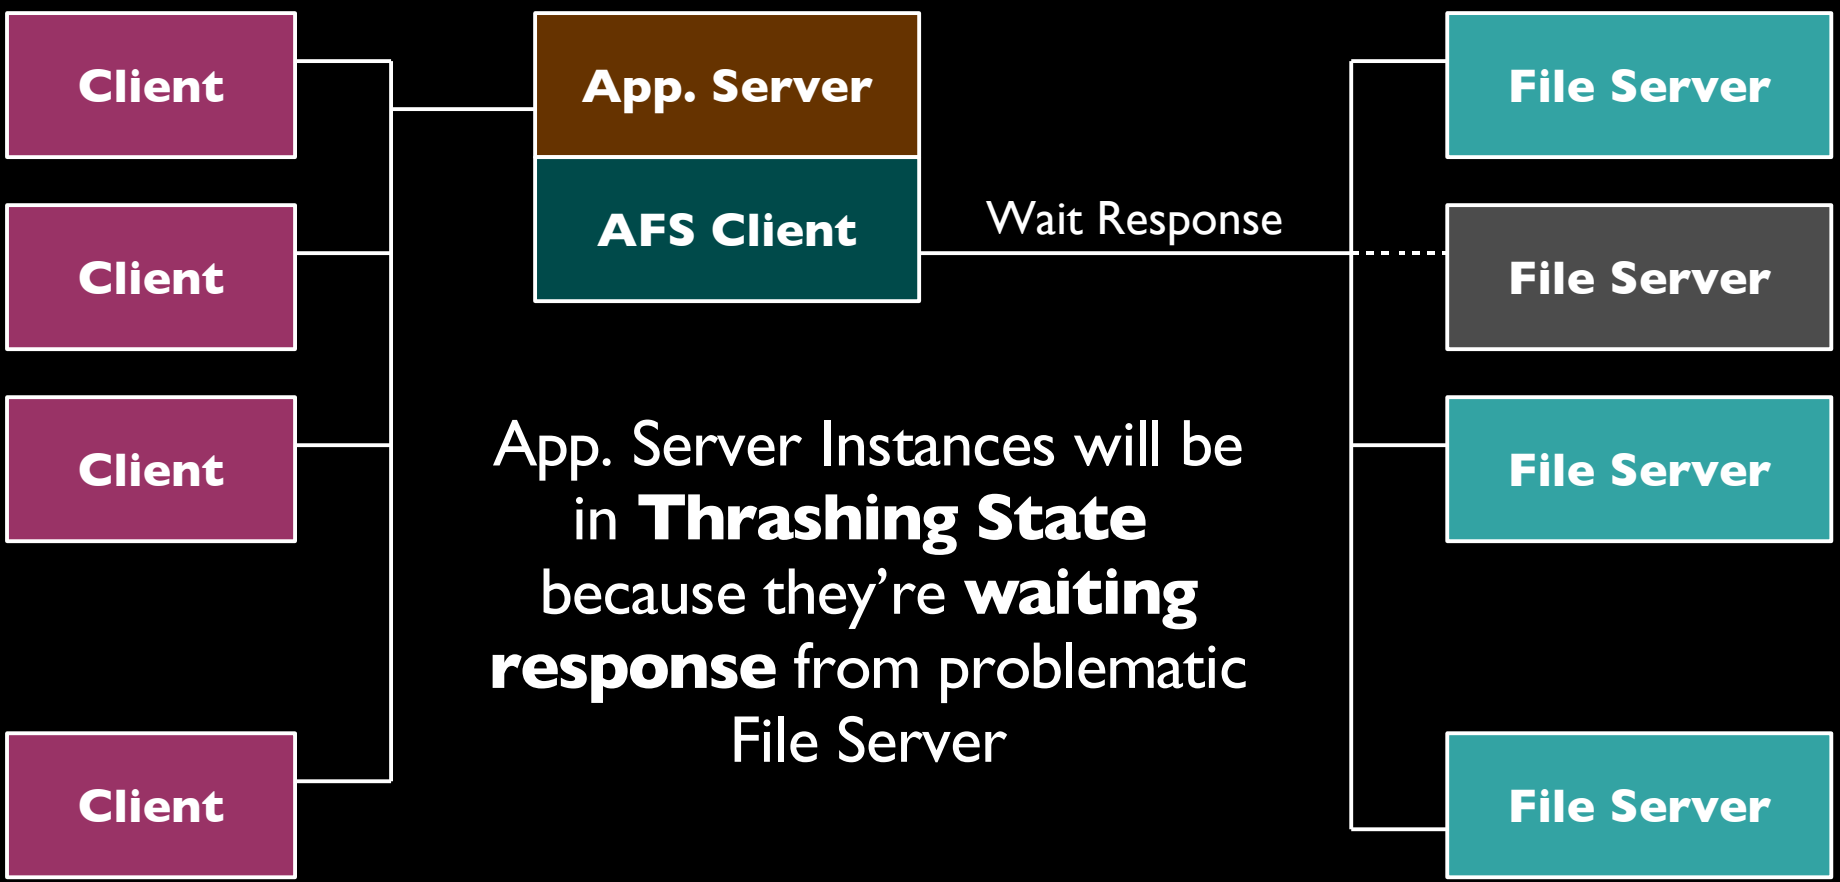 Client
App. Server
File Server
Client
AFS Client
Wait Response
File Server
Client
File Server
App. Server Instances will be
in Thrashing State
because they’re waiting
response from problematic
File Server
Client
File Server